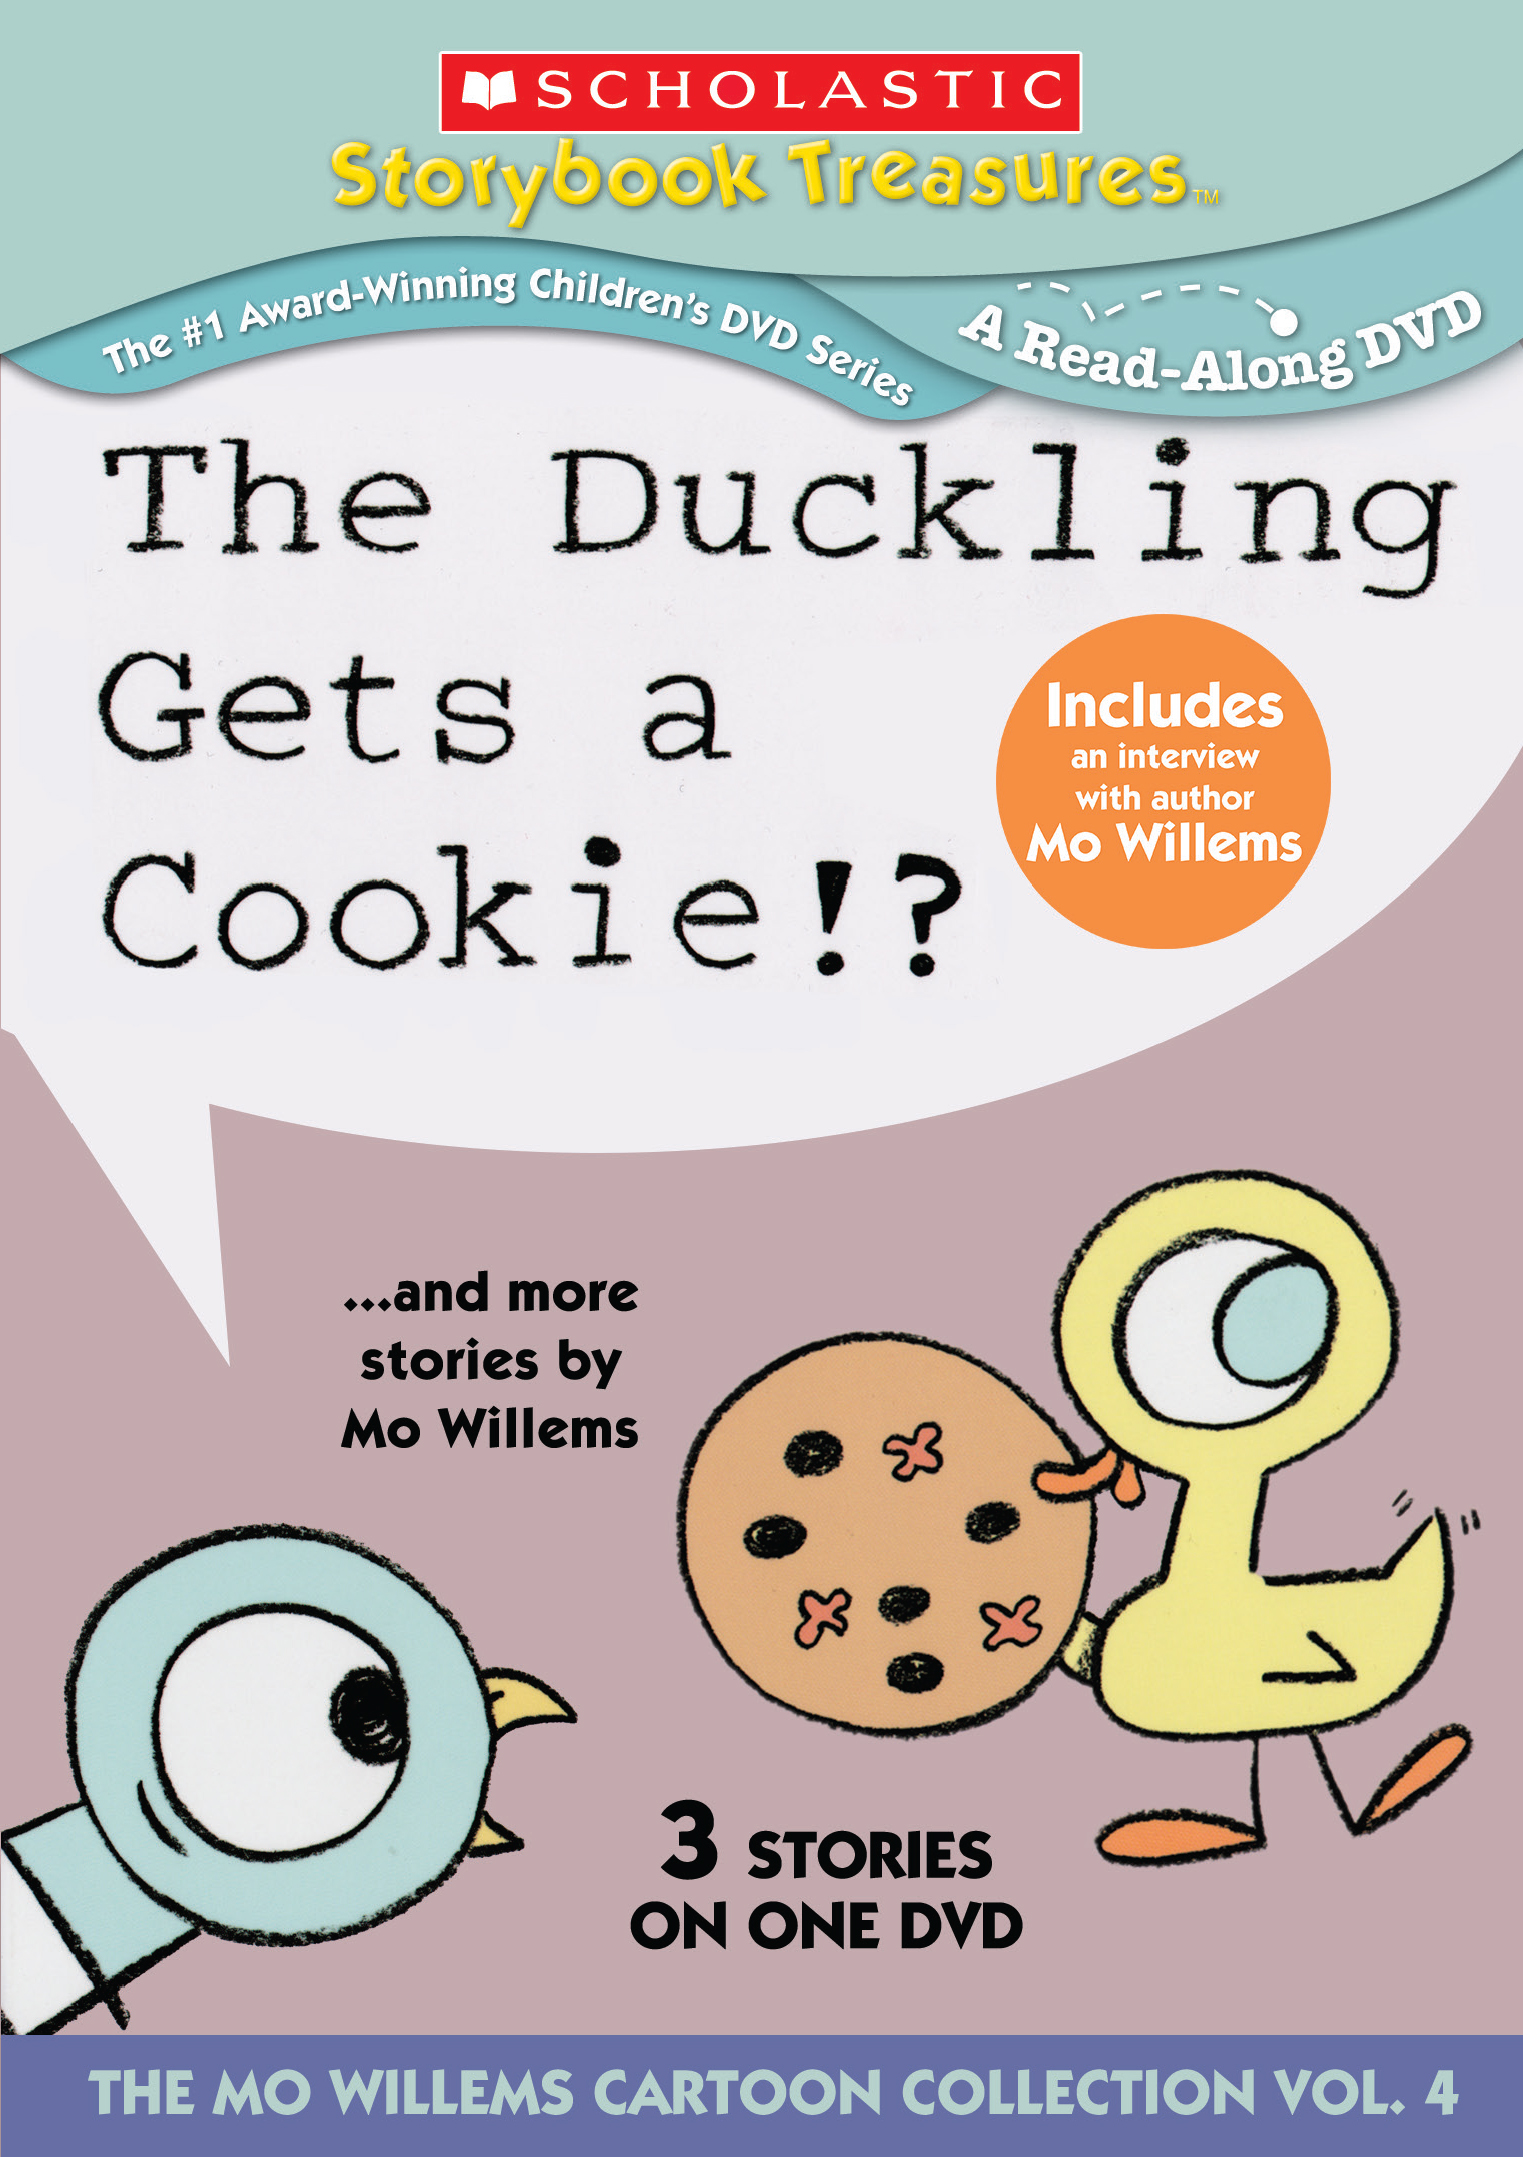 SCHOLASTIC
Storybook Treasures™
The #1 Award-Winning Children's DVD Series
A Read-Along DVD
The Duckling
Gets a
Cookie!?
Includes
an interview
with author
Mo Willems
...and more
stories by
Mo Willems
3 STORIES
ON ONE DVD
THE MO WILLEMS CARTOON COLLECTION VOL. 4